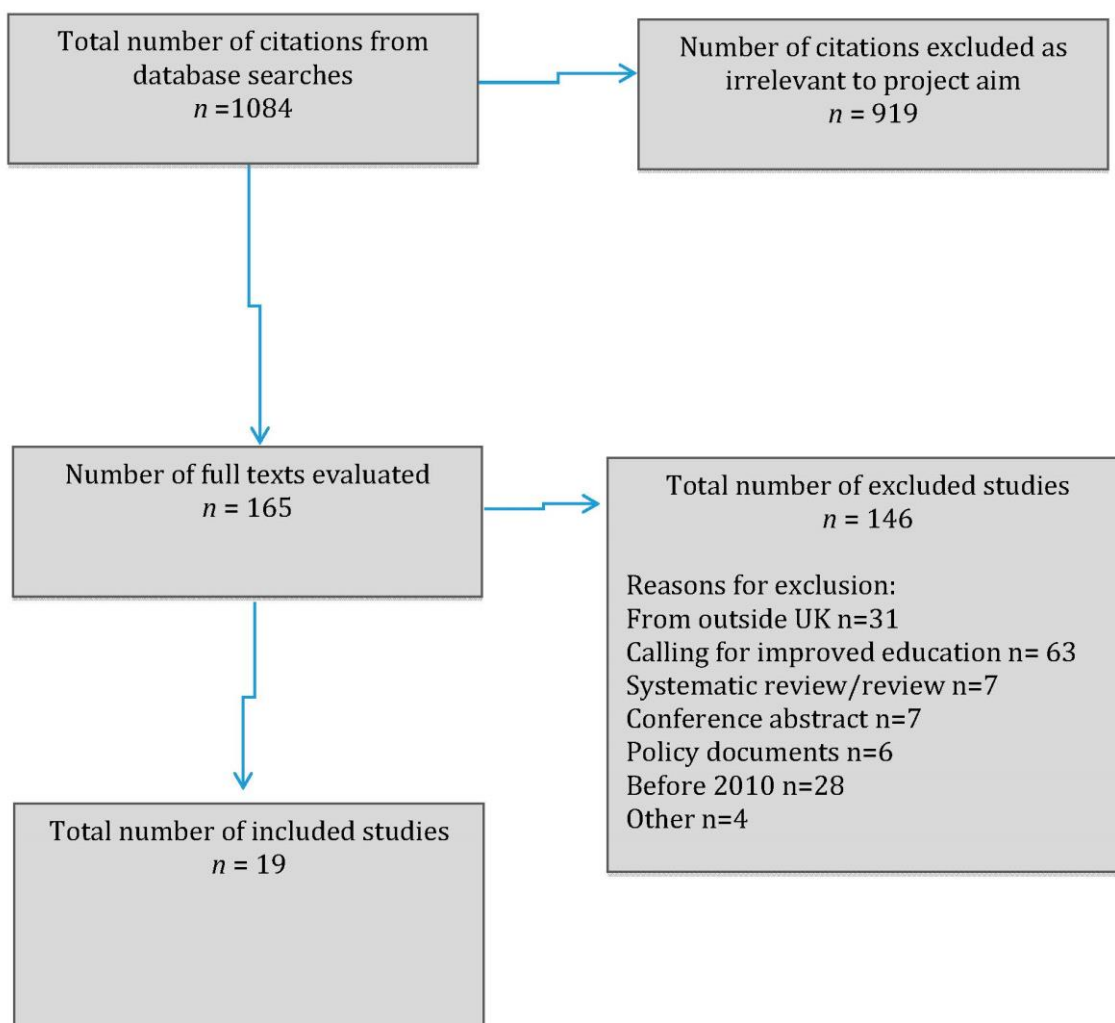 Total number of citations from
database searches
n =1084
Number of citations excluded as
irrelevant to project aim
n = 919
Number of full texts evaluated
n = 165
Total number of excluded studies
n = 146
Reasons for exclusion:
From outside UK n=31
Calling for improved education n= 63
Systematic review/review n=7
Conference abstract n=7
Policy documents n=6
Before 2010 n=28
Other n=4
Total number of included studies
n = 19